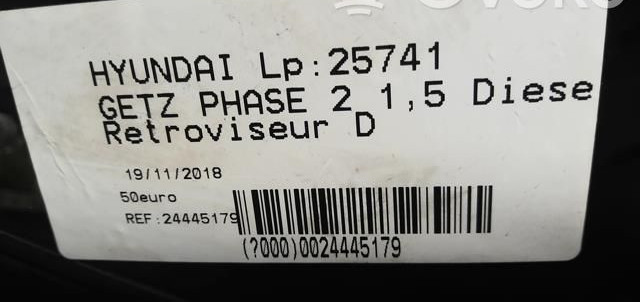 HYUNDAI Lp:25741
GETZ PHASE 2 1,5 Diese
Retroviseur D
19/11/2018
50euro
REF:24445179
(?000)0024445179